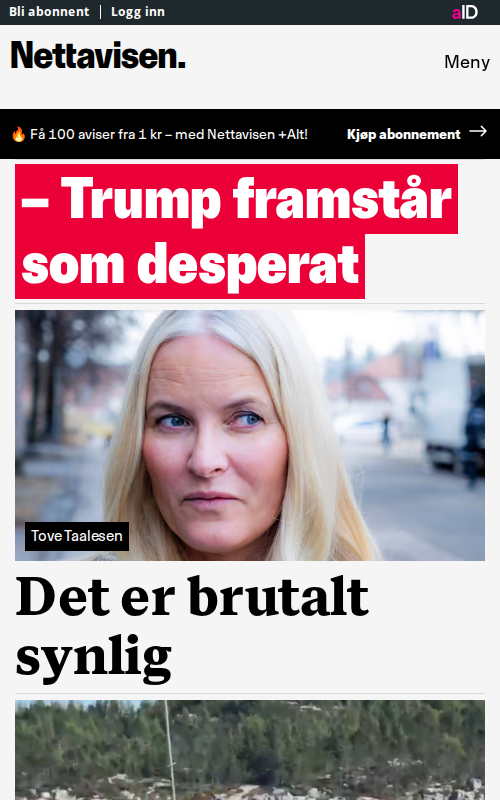 Bli abonnent | Logg inn
aID
Nettavisen.
Meny
🔥 Få 100 aviser fra 1 kr – med Nettavisen +Alt!
Kjøp abonnement →
– Trump framstår
som desperat
Tove Taalesen
Det er brutalt
synlig